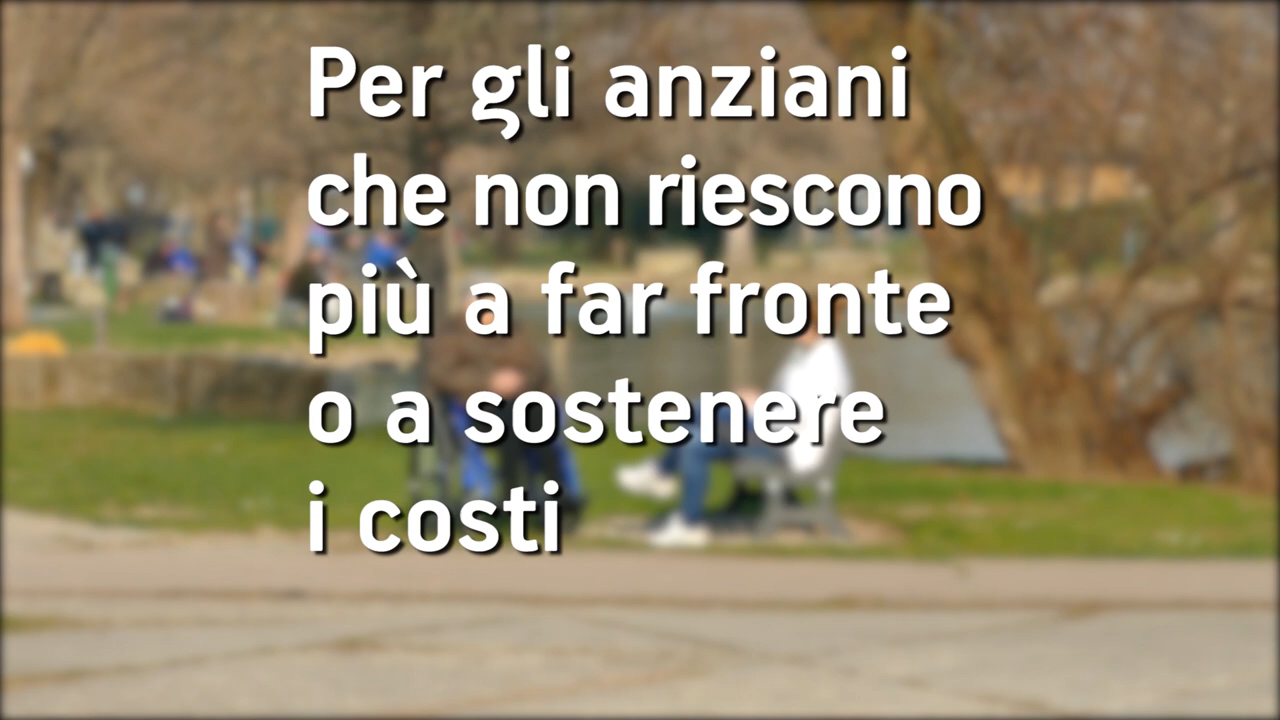 Per gli anziani
che non riescono
più a far fronte
o a sostenere
i costi